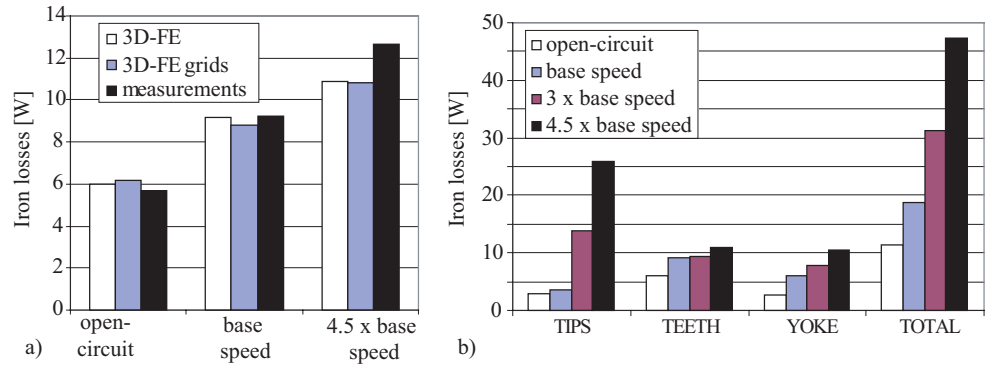 14
12
10
8
6
4
2
0
Iron losses [W]
3D-FE
3D-FE grids
measurements
open-
circuit
base
speed
4.5 x base
speed
a)
50
40
30
20
10
0
Iron losses [W]
open-circuit
base speed
3 x base speed
4.5 x base speed
TIPS
TEETH
YOKE
TOTAL
b)